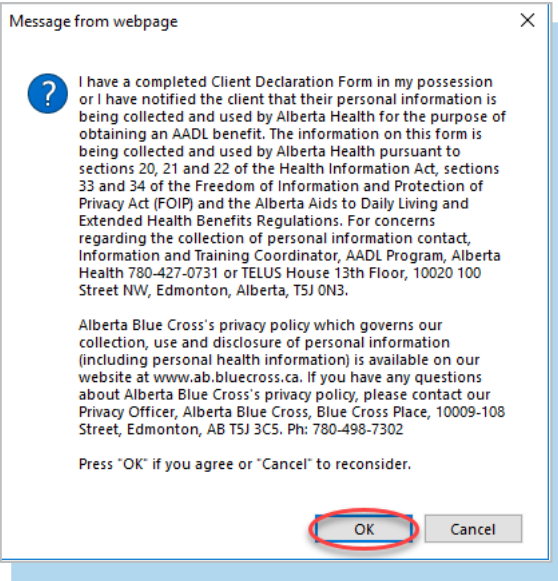 Message from webpage
I have a completed Client Declaration Form in my possession
or I have notified the client that their personal information is
being collected and used by Alberta Health for the purpose of
obtaining an AADL benefit. The information on this form is
being collected and used by Alberta Health pursuant to
sections 20, 21 and 22 of the Health Information Act, sections
33 and 34 of the Freedom of Information and Protection of
Privacy Act (FOIP) and the Alberta Aids to Daily Living and
Extended Health Benefits Regulations. For concerns
regarding the collection of personal information contact,
Information and Training Coordinator, AADL Program, Alberta
Health 780-427-0731 or TELUS House 13th Floor, 10020 100
Street NW, Edmonton, Alberta, T5J 0N3.
Alberta Blue Cross's privacy policy which governs our
collection, use and disclosure of personal information
(including personal health information) is available on our
website at www.ab.bluecross.ca. If you have any questions
about Alberta Blue Cross's privacy policy, please contact our
Privacy Officer, Alberta Blue Cross, Blue Cross Place, 10009-108
Street, Edmonton, AB T5J 3C5. Ph: 780-498-7302
Press "OK" if you agree or "Cancel" to reconsider.
OK Cancel